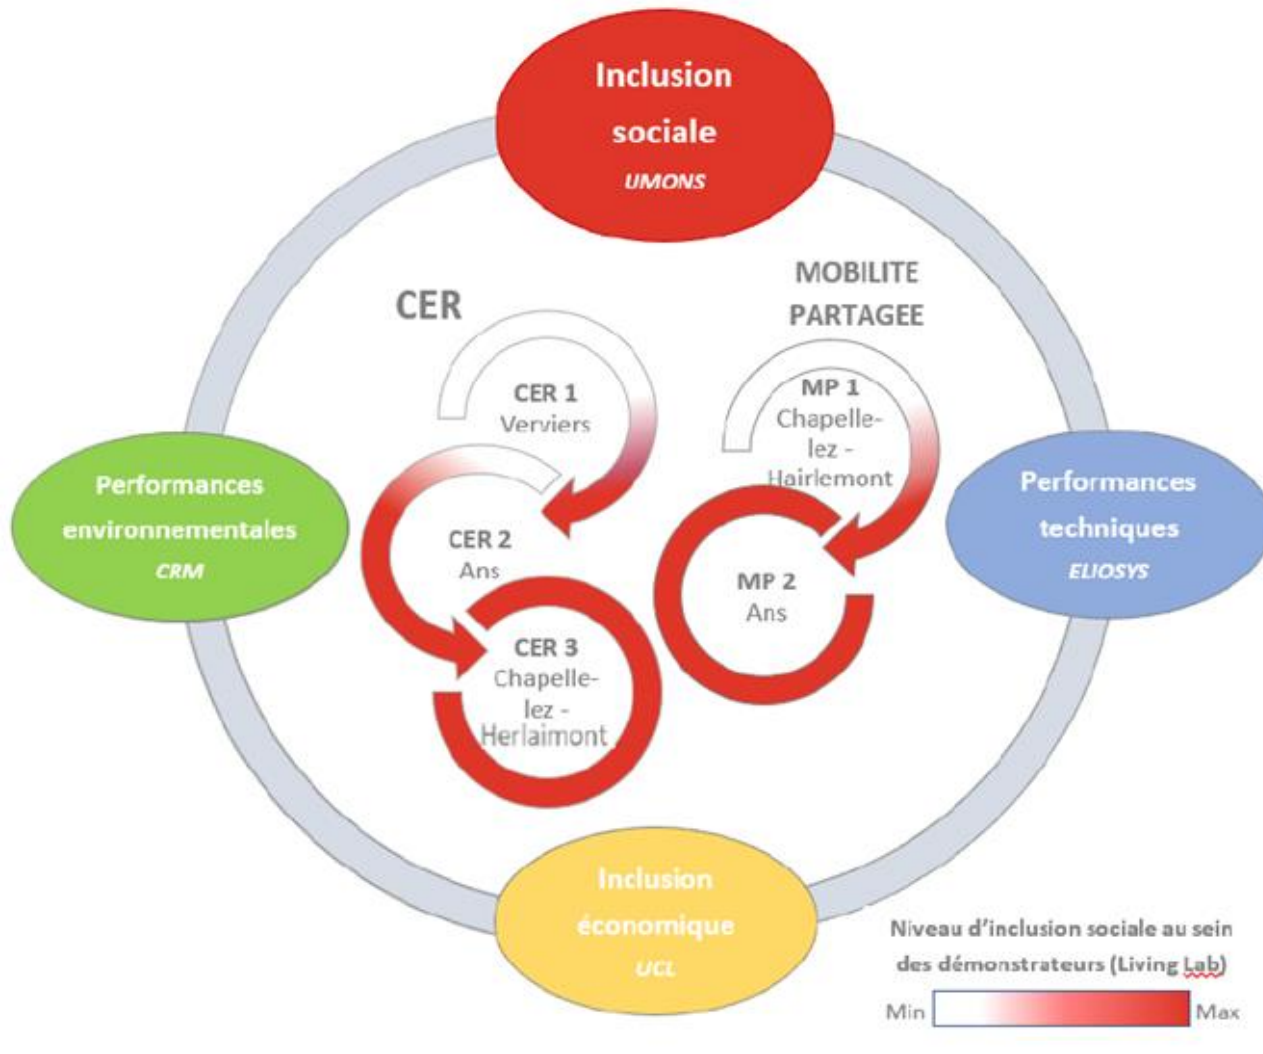 Inclusion
sociale
UMONS
MOBILITE
PARTAGEE
CER
CER 1
Verviers
MP 1
Chapelle-
lez -
Hairlemont
Performances
environnementales
CRM
Performances
techniques
ELIOSYS
CER 2
Ans
MP 2
Ans
CER 3
Chapelle-
lez -
Herlaimont
Inclusion
économique
UCL
Niveau d'inclusion sociale au sein
des démonstrateurs (Living Lab)
Min Max